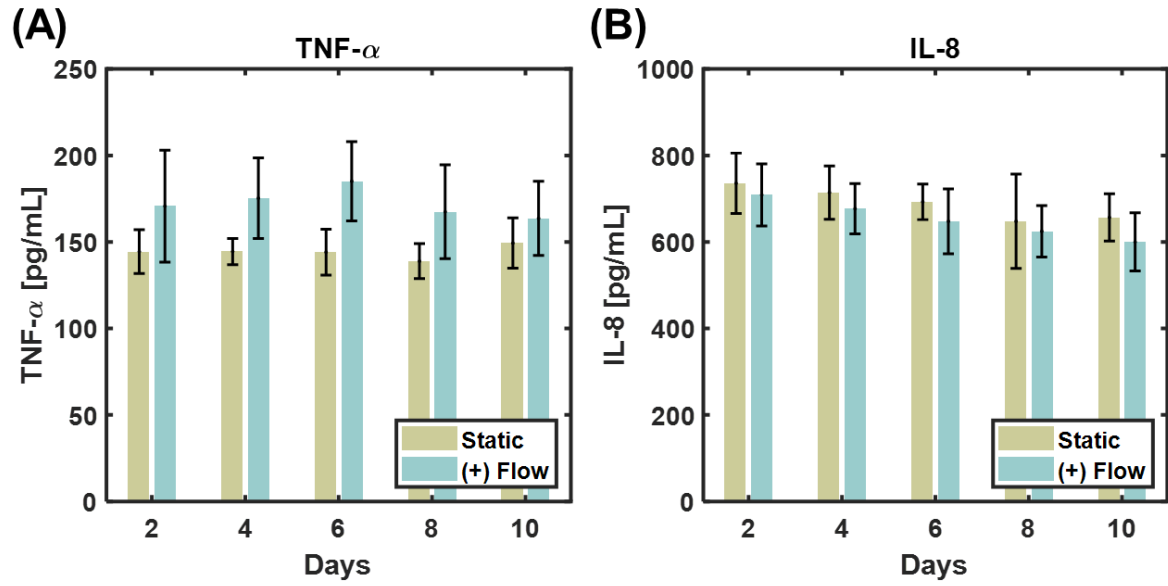 (A)
TNF-α
250
200
150
100
50
0
TNF-α [pg/mL]
2 4 6 8 10
Days
Static
(+) Flow
(B)
IL-8
1000
800
600
400
200
0
IL-8 [pg/mL]
2 4 6 8 10
Days
Static
(+) Flow